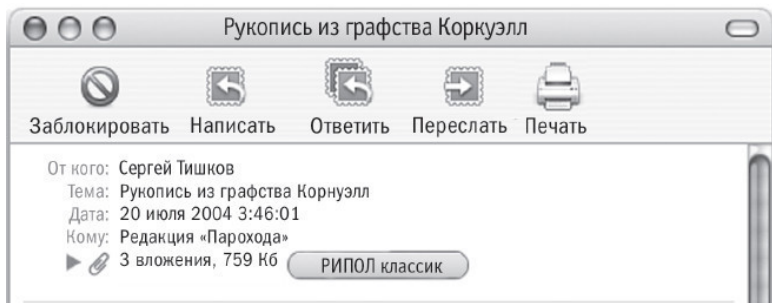 Рукопись из графства Коркуэлл
Заблокировать Написать Ответить Переслать Печать
От кого: Сергей Тишков
Тема: Рукопись из графства Корнуэлл
Дата: 20 июля 2004 3:46:01
Кому: Редакция «Парохода»
3 вложения, 759 Кб РИПОЛ классик